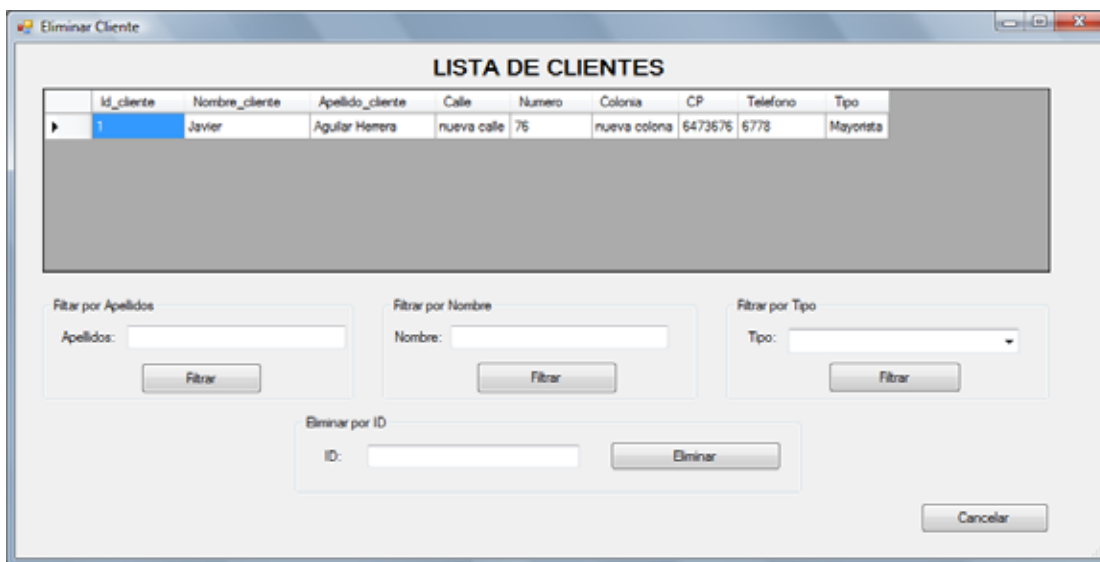 Eliminar Cliente
LISTA DE CLIENTES
Id_cliente Nombre_cliente Apellido_cliente Calle Numero Colonia CP Telefono Tipo
1 Javier Aguilar Herrera nueva calle 76 nueva colona 6473676 6778 Mayorista
Filtar por Apellidos Filtrar por Nombre Filtrar por Tipo
Apellidos: Nombre: Tipo:
Filtrar Filtrar Filtrar
Eliminar por ID
ID: Eliminar
Cancelar